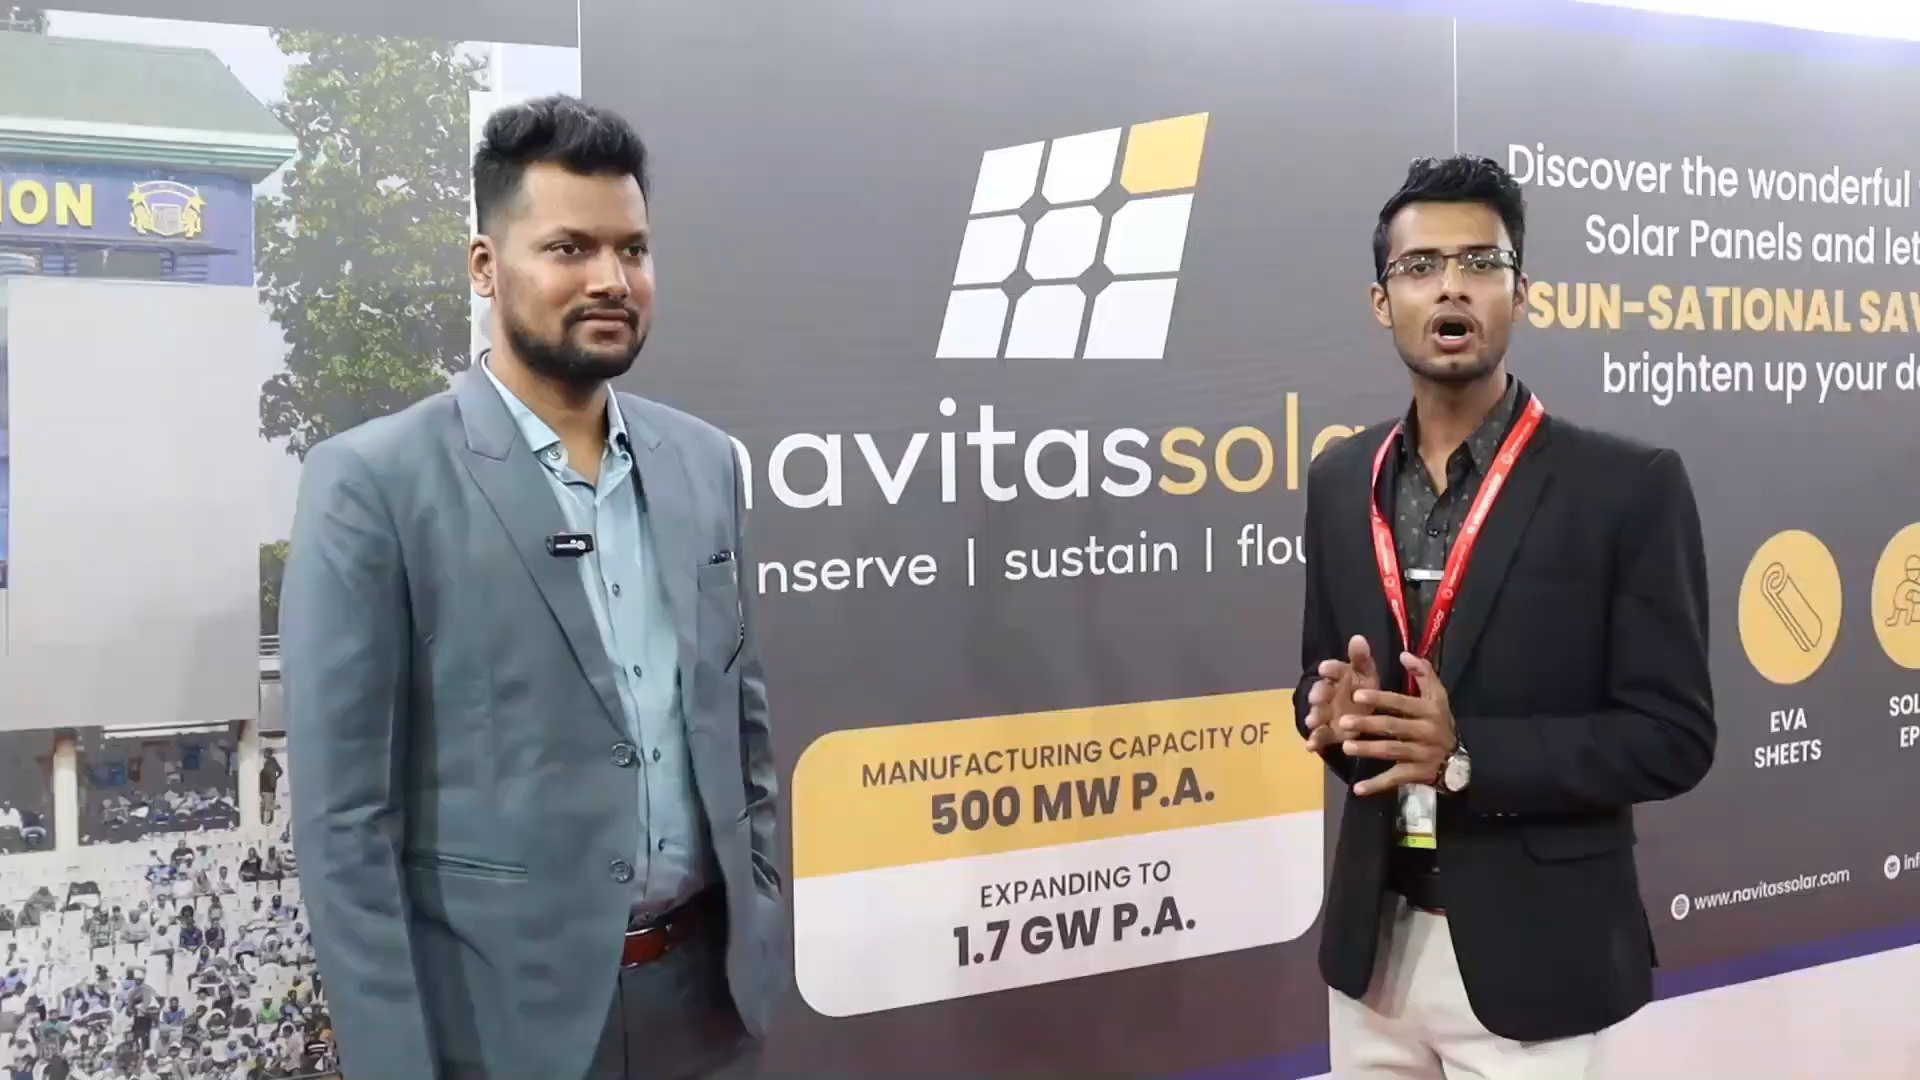 ION
navitassola
nserve | sustain | flou
MANUFACTURING CAPACITY OF
500 MW P.A.
EXPANDING TO
1.7 GW P.A.
Discover the wonderful
Solar Panels and let
SUN-SATIONAL SAV
brighten up your d
EVA
SHEETS
SOL
EP
www.navitassolar.com
inf